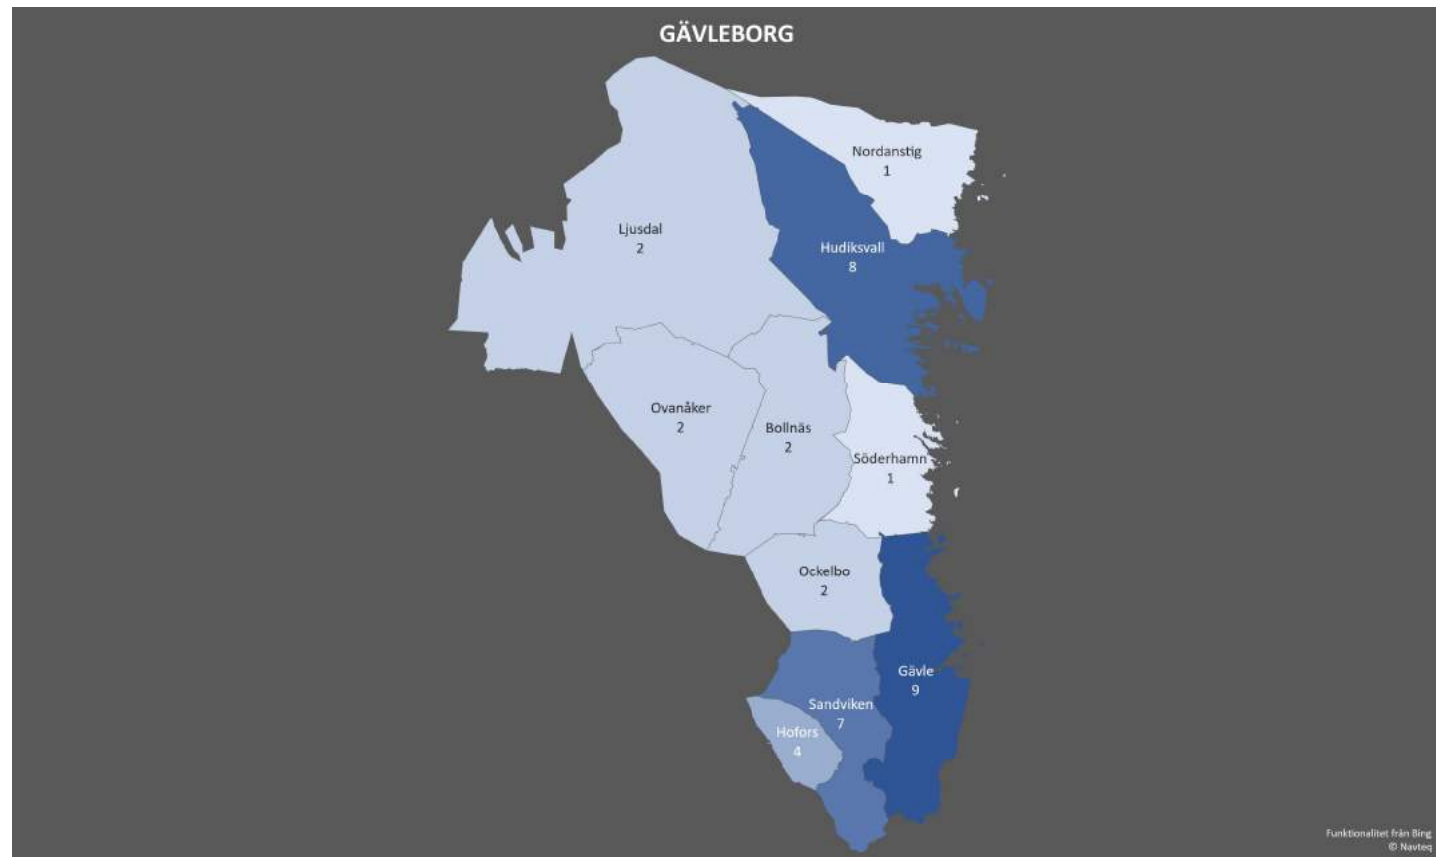 GÄVLEBORG
Nordanstig
1
Ljusdal
2
Hudiksvall
8
Ovanåker
2
Bollnäs
2
Söderhamn
1
Ockelbo
2
Gävle
9
Sandviken
7
Hofors
4
Funktionalitet från Bing
© Navteq